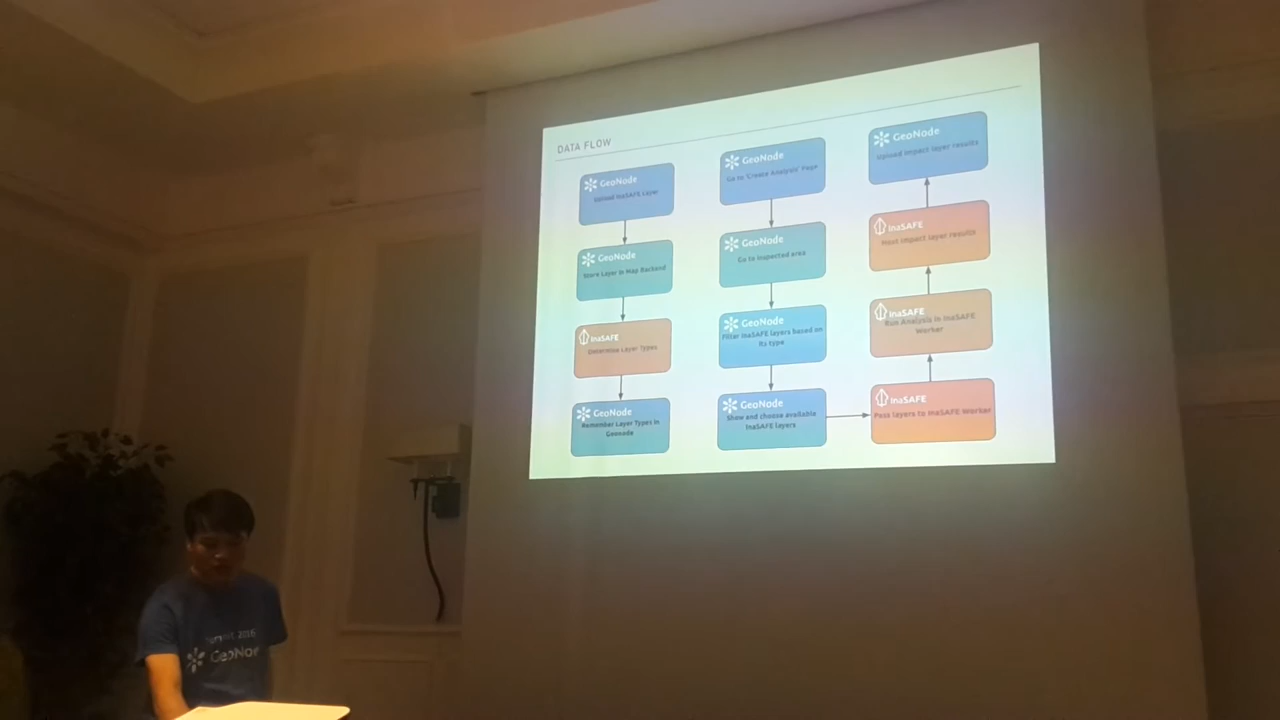 DATA FLOW
GeoNode
Upload InaSAFE Layer
GeoNode
Store Layer in Map Backend
InaSAFE
Determine Layer Types
GeoNode
Remember Layer Types in
Geonode
GeoNode
Go to 'Create Analysis' Page
GeoNode
Go to inspected area
GeoNode
Filter InaSAFE layers based on
its type
GeoNode
Show and choose available
InaSAFE layers
GeoNode
Upload impact layer results
InaSAFE
Host impact layer results
InaSAFE
Run Analysis in InaSAFE
Worker
InaSAFE
Pass layers to InaSAFE Worker
2016
GeoNode